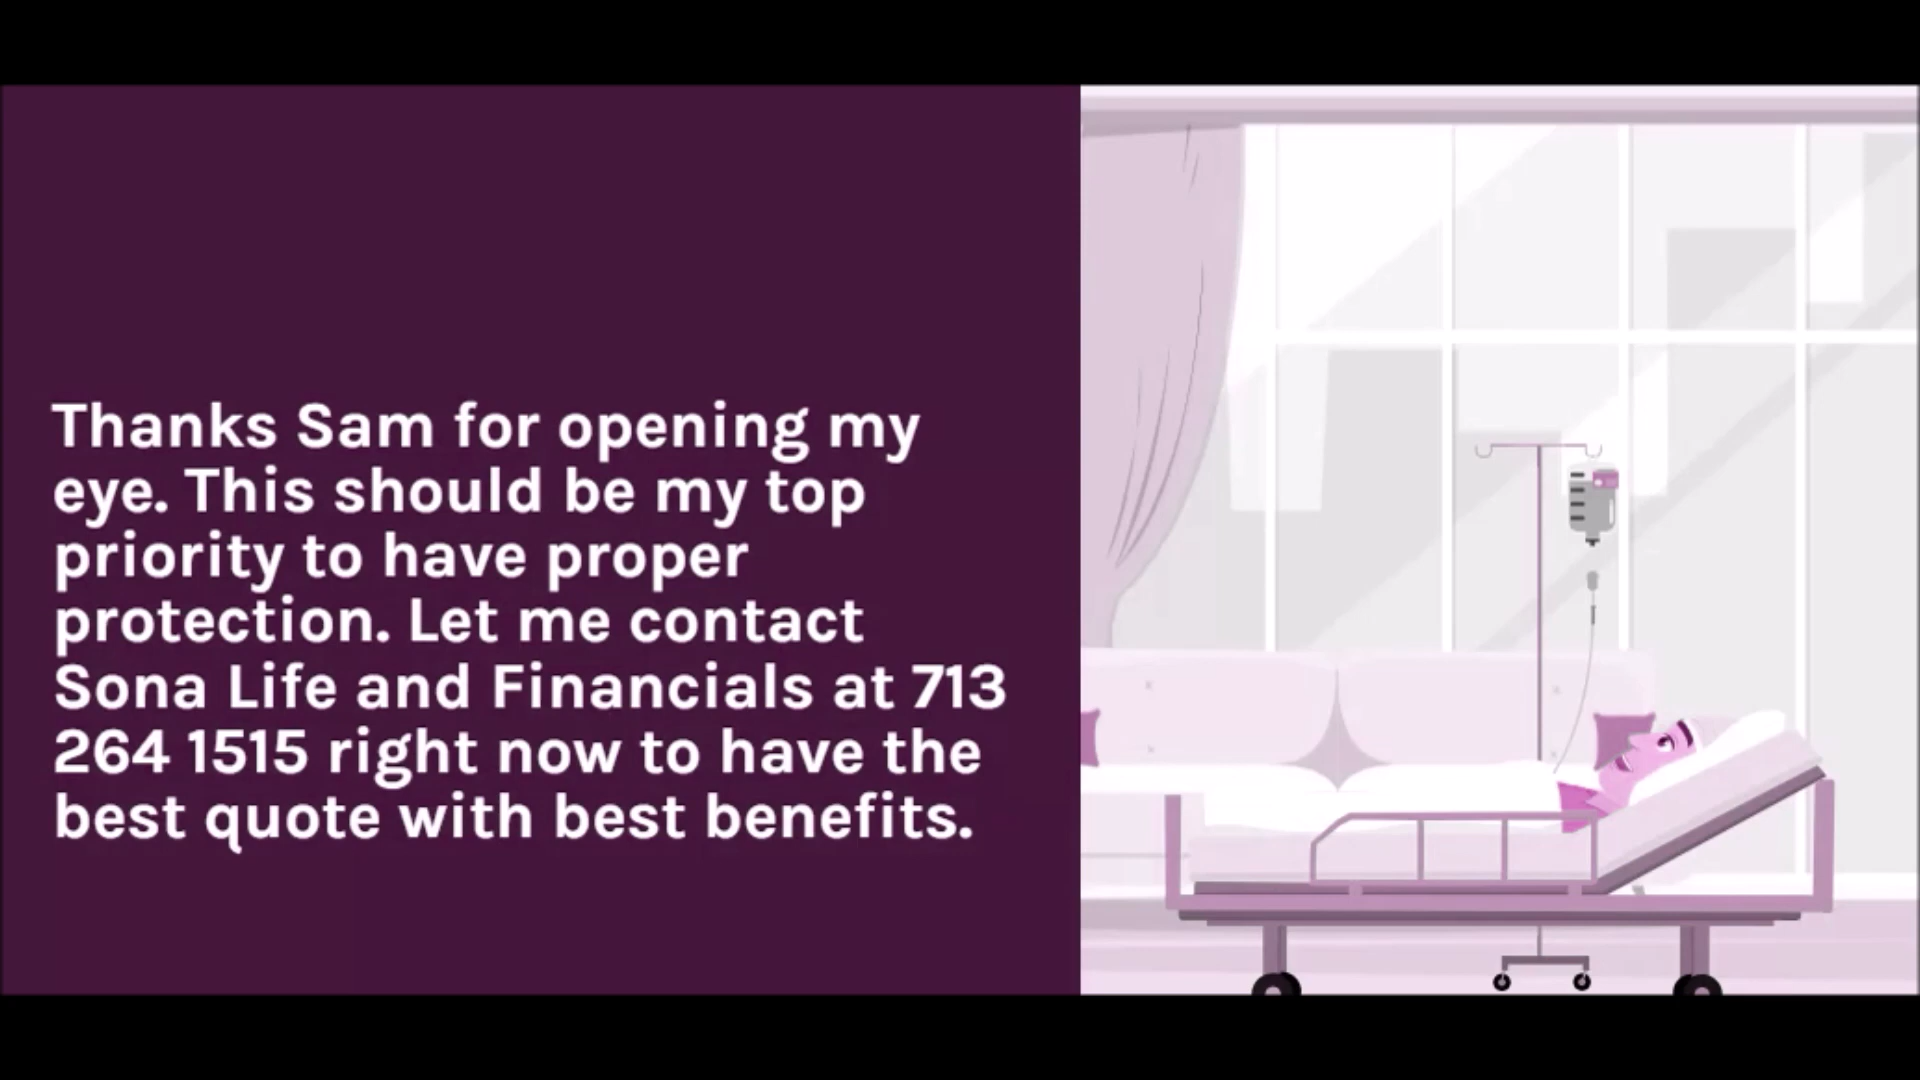 Thanks Sam for opening my
eye. This should be my top
priority to have proper
protection. Let me contact
Sona Life and Financials at 713
264 1515 right now to have the
best quote with best benefits.